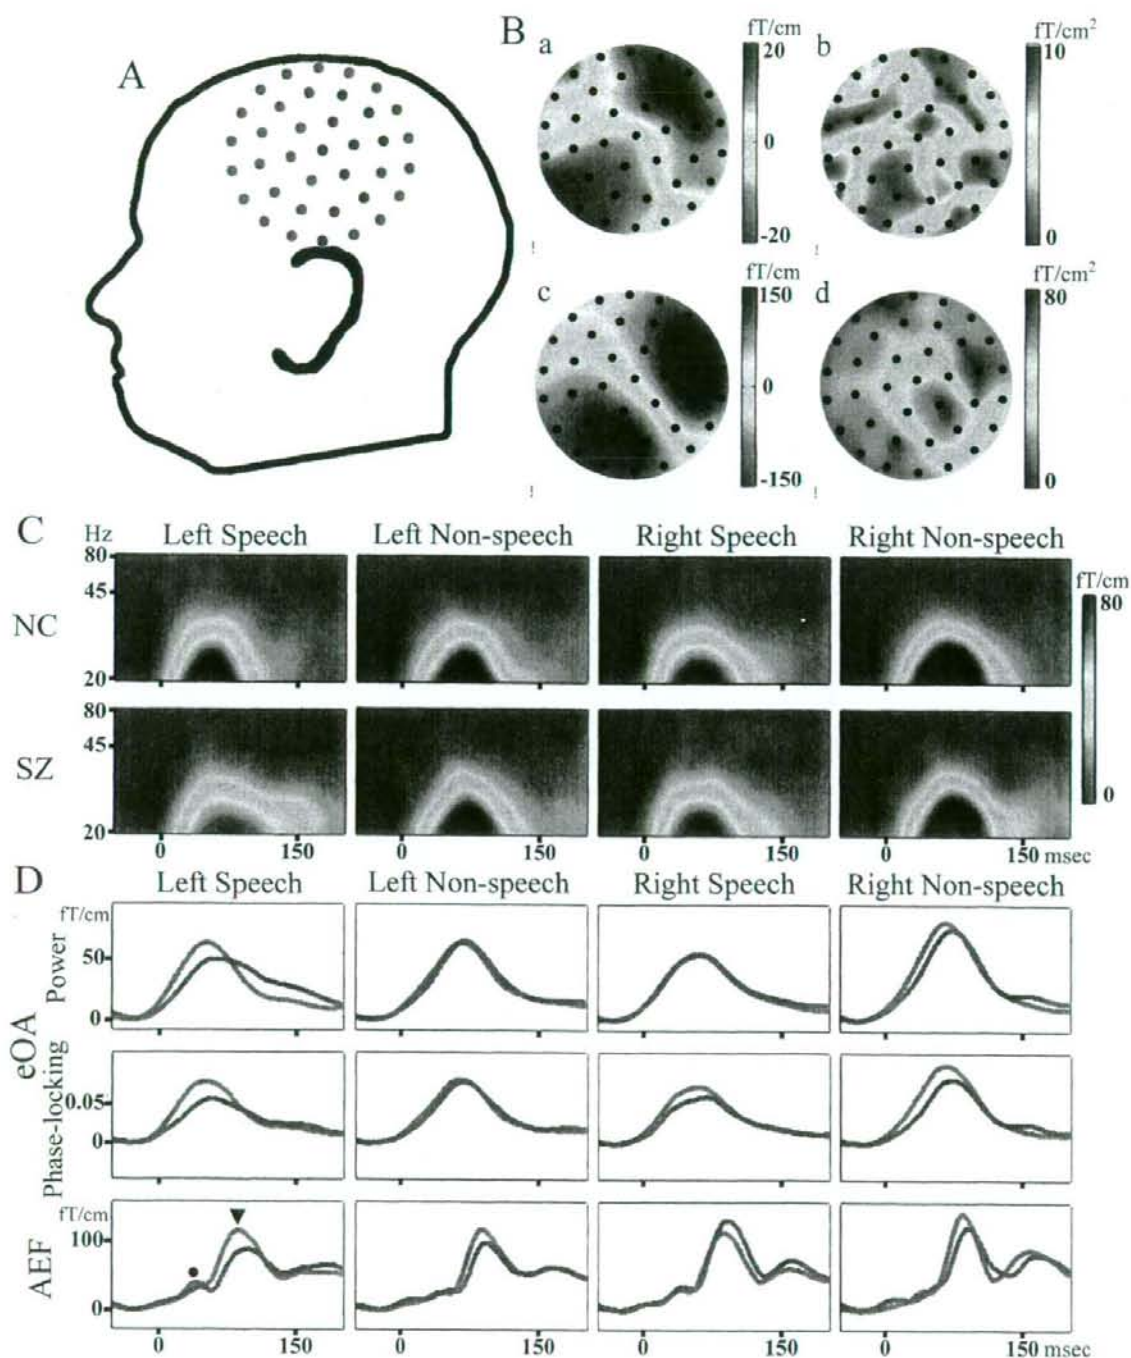 A
B
a
fT/cm
20
0
-20
b
fT/cm²
10
0
c
fT/cm
150
0
-150
d
fT/cm²
80
0
C
Hz
Left Speech
Left Non-speech
Right Speech
Right Non-speech
80
45
20
NC
fT/cm
80
0
80
45
20
SZ
0
150
0
150
0
150
0
150 msec
D
Left Speech
Left Non-speech
Right Speech
Right Non-speech
eOA
Power
fT/cm
50
0
Phase-locking
0.05
0
AEF
fT/cm
100
0
0
150
0
150
0
150
0
150 msec